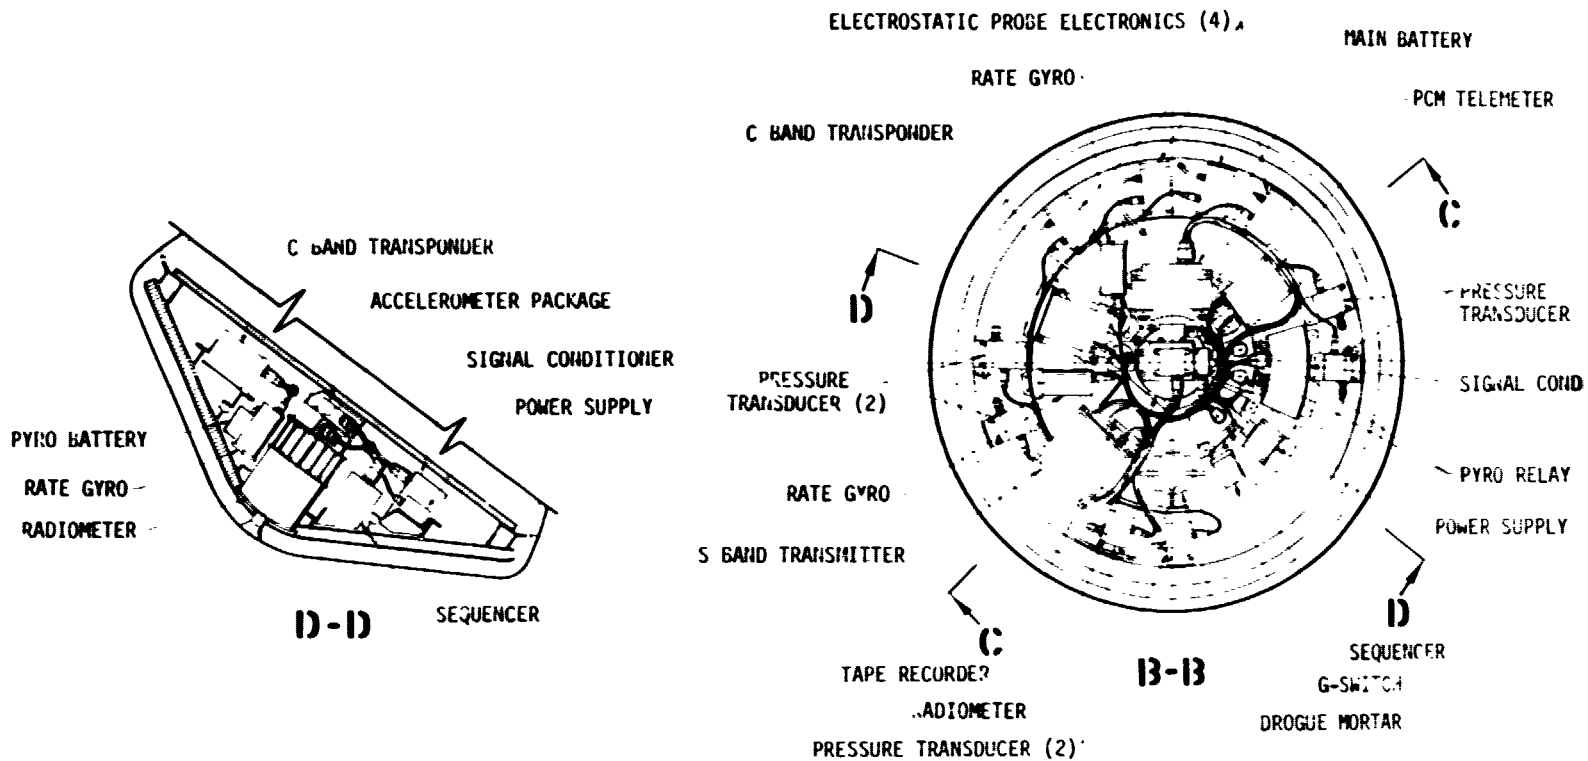 C BAND TRANSPONDER
ACCELEROMETER PACKAGE
SIGNAL CONDITIONER
POWER SUPPLY
PYRO BATTERY
RATE GYRO
RADIOMETER
SEQUENCER
D-D
ELECTROSTATIC PROBE ELECTRONICS (4)
RATE GYRO
C BAND TRANSPONDER
MAIN BATTERY
PCM TELEMETER
C
D
PRESSURE
TRANSDUCER
PRESSURE
TRANSDUCER (2)
SIGNAL COND
RATE GYRO
PYRO RELAY
S BAND TRANSMITTER
POWER SUPPLY
C
D
B-B
TAPE RECORDER
RADIOMETER
PRESSURE TRANSDUCER (2)
SEQUENCER
G-SWITCH
DROGUE MORTAR